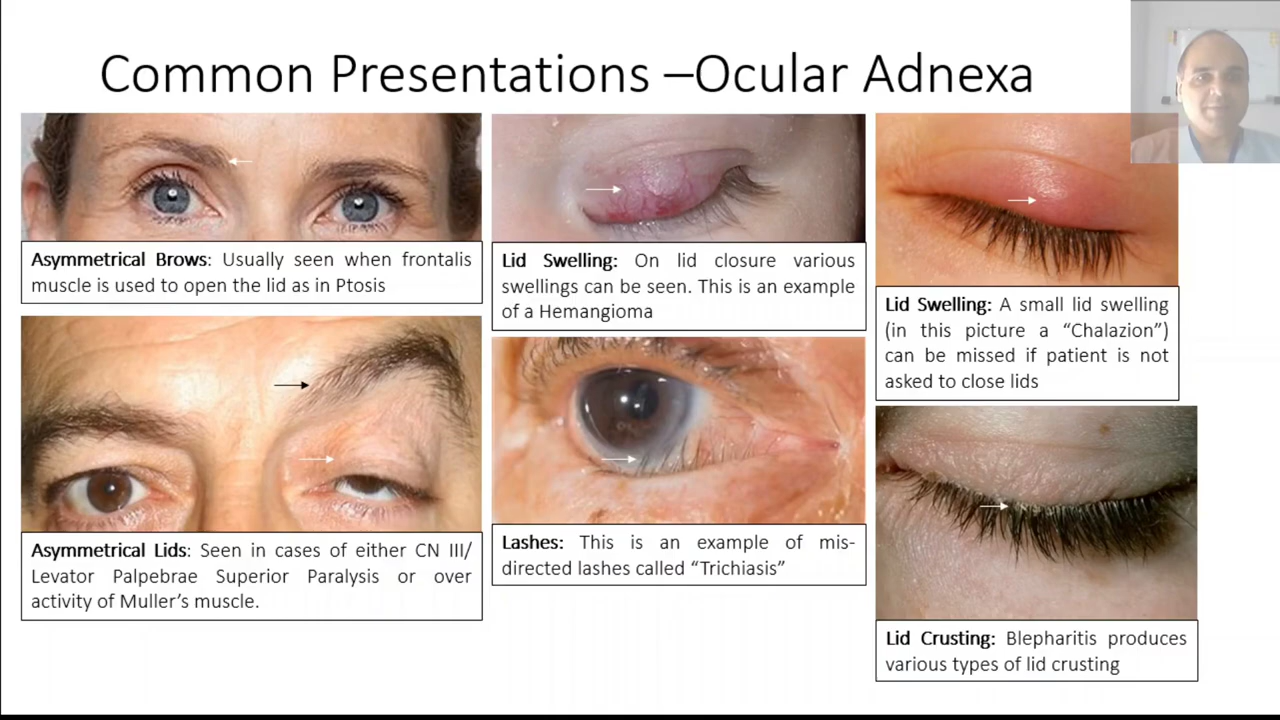 Common Presentations –Ocular Adnexa
Asymmetrical Brows: Usually seen when frontalis
muscle is used to open the lid as in Ptosis
Asymmetrical Lids: Seen in cases of either CN III/
Levator Palpebrae Superior Paralysis or over
activity of Muller's muscle.
Lid Swelling: On lid closure various
swellings can be seen. This is an example
of a Hemangioma
Lashes: This is an example of mis-
directed lashes called “Trichiasis”
Lid Swelling: A small lid swelling
(in this picture a “Chalazion”)
can be missed if patient is not
asked to close lids
Lid Crusting: Blepharitis produces
various types of lid crusting